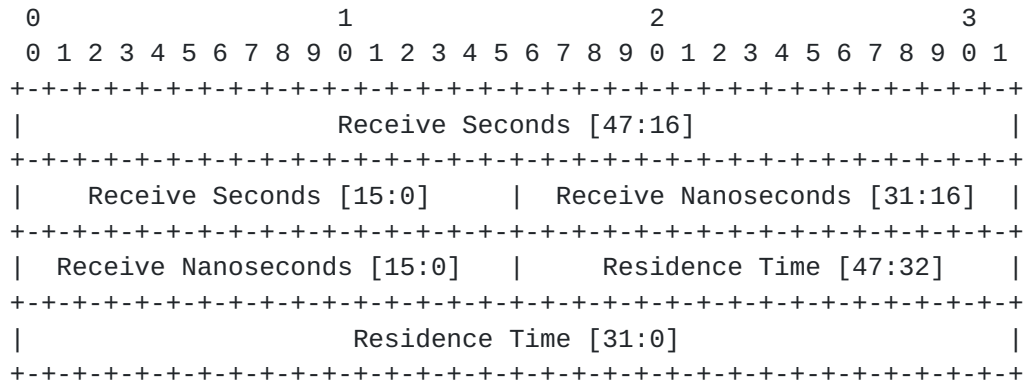 0                   1                   2                   3
 0 1 2 3 4 5 6 7 8 9 0 1 2 3 4 5 6 7 8 9 0 1 2 3 4 5 6 7 8 9 0 1
+-+-+-+-+-+-+-+-+-+-+-+-+-+-+-+-+-+-+-+-+-+-+-+-+-+-+-+-+-+-+-+-+
|                    Receive Seconds [47:16]                    |
+-+-+-+-+-+-+-+-+-+-+-+-+-+-+-+-+-+-+-+-+-+-+-+-+-+-+-+-+-+-+-+-+
|    Receive Seconds [15:0]     |  Receive Nanoseconds [31:16]  |
+-+-+-+-+-+-+-+-+-+-+-+-+-+-+-+-+-+-+-+-+-+-+-+-+-+-+-+-+-+-+-+-+
|  Receive Nanoseconds [15:0]   |     Residence Time [47:32]    |
+-+-+-+-+-+-+-+-+-+-+-+-+-+-+-+-+-+-+-+-+-+-+-+-+-+-+-+-+-+-+-+-+
|                     Residence Time [31:0]                     |
+-+-+-+-+-+-+-+-+-+-+-+-+-+-+-+-+-+-+-+-+-+-+-+-+-+-+-+-+-+-+-+-+